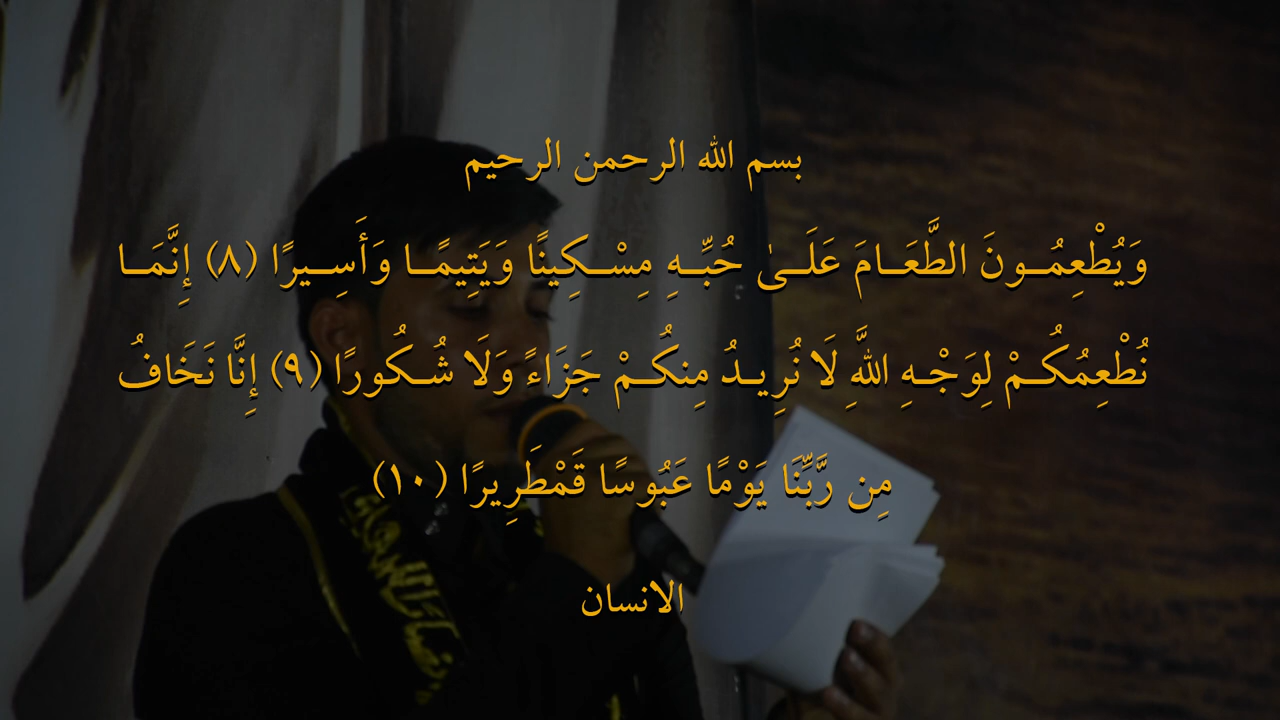 بسم الله الرحمن الرحيم
وَيُطْعِمُونَ الطَّعَامَ عَلَىٰ حُبِّهِ مِسْكِينًا وَيَتِيمًا وَأَسِيرًا (٨) إِنَّمَا
نُطْعِمُكُمْ لِوَجْهِ اللَّهِ لَا نُرِيدُ مِنكُمْ جَزَاءً وَلَا شُكُورًا (٩) إِنَّا نَخَافُ
مِن رَّبِّنَا يَوْمًا عَبُوسًا قَمْطَرِيرًا (١٠)
الانسان